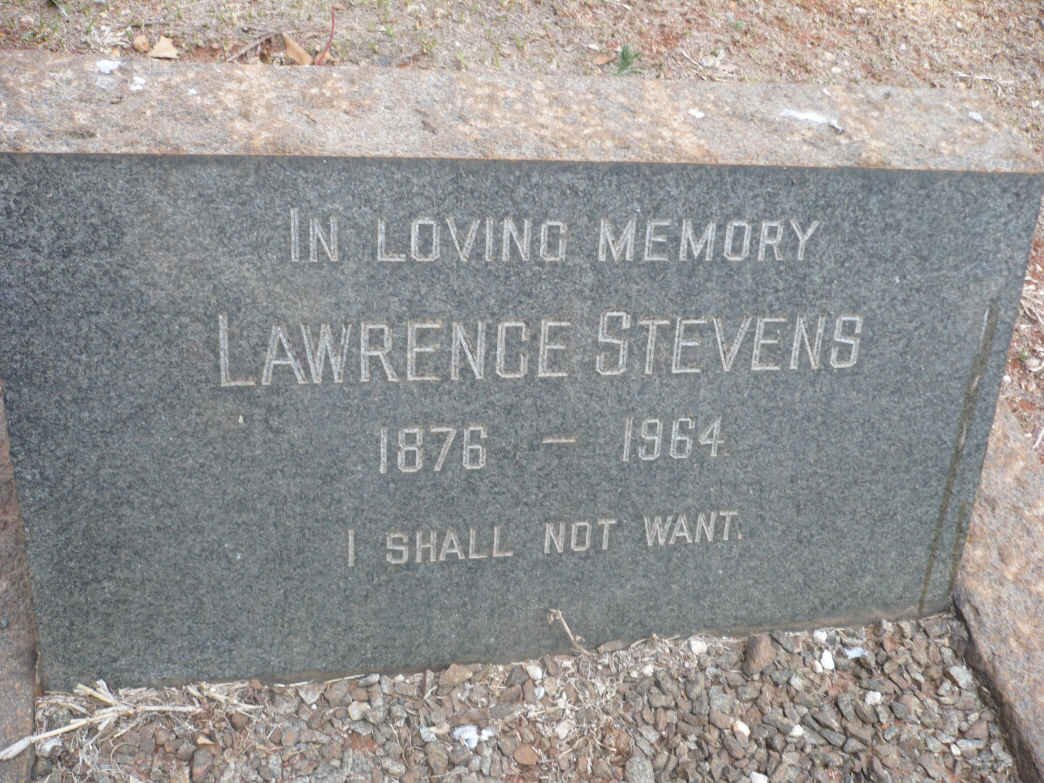 IN LOVING MEMORY
LAWRENCE STEVENS
1876 – 1964
I SHALL NOT WANT.